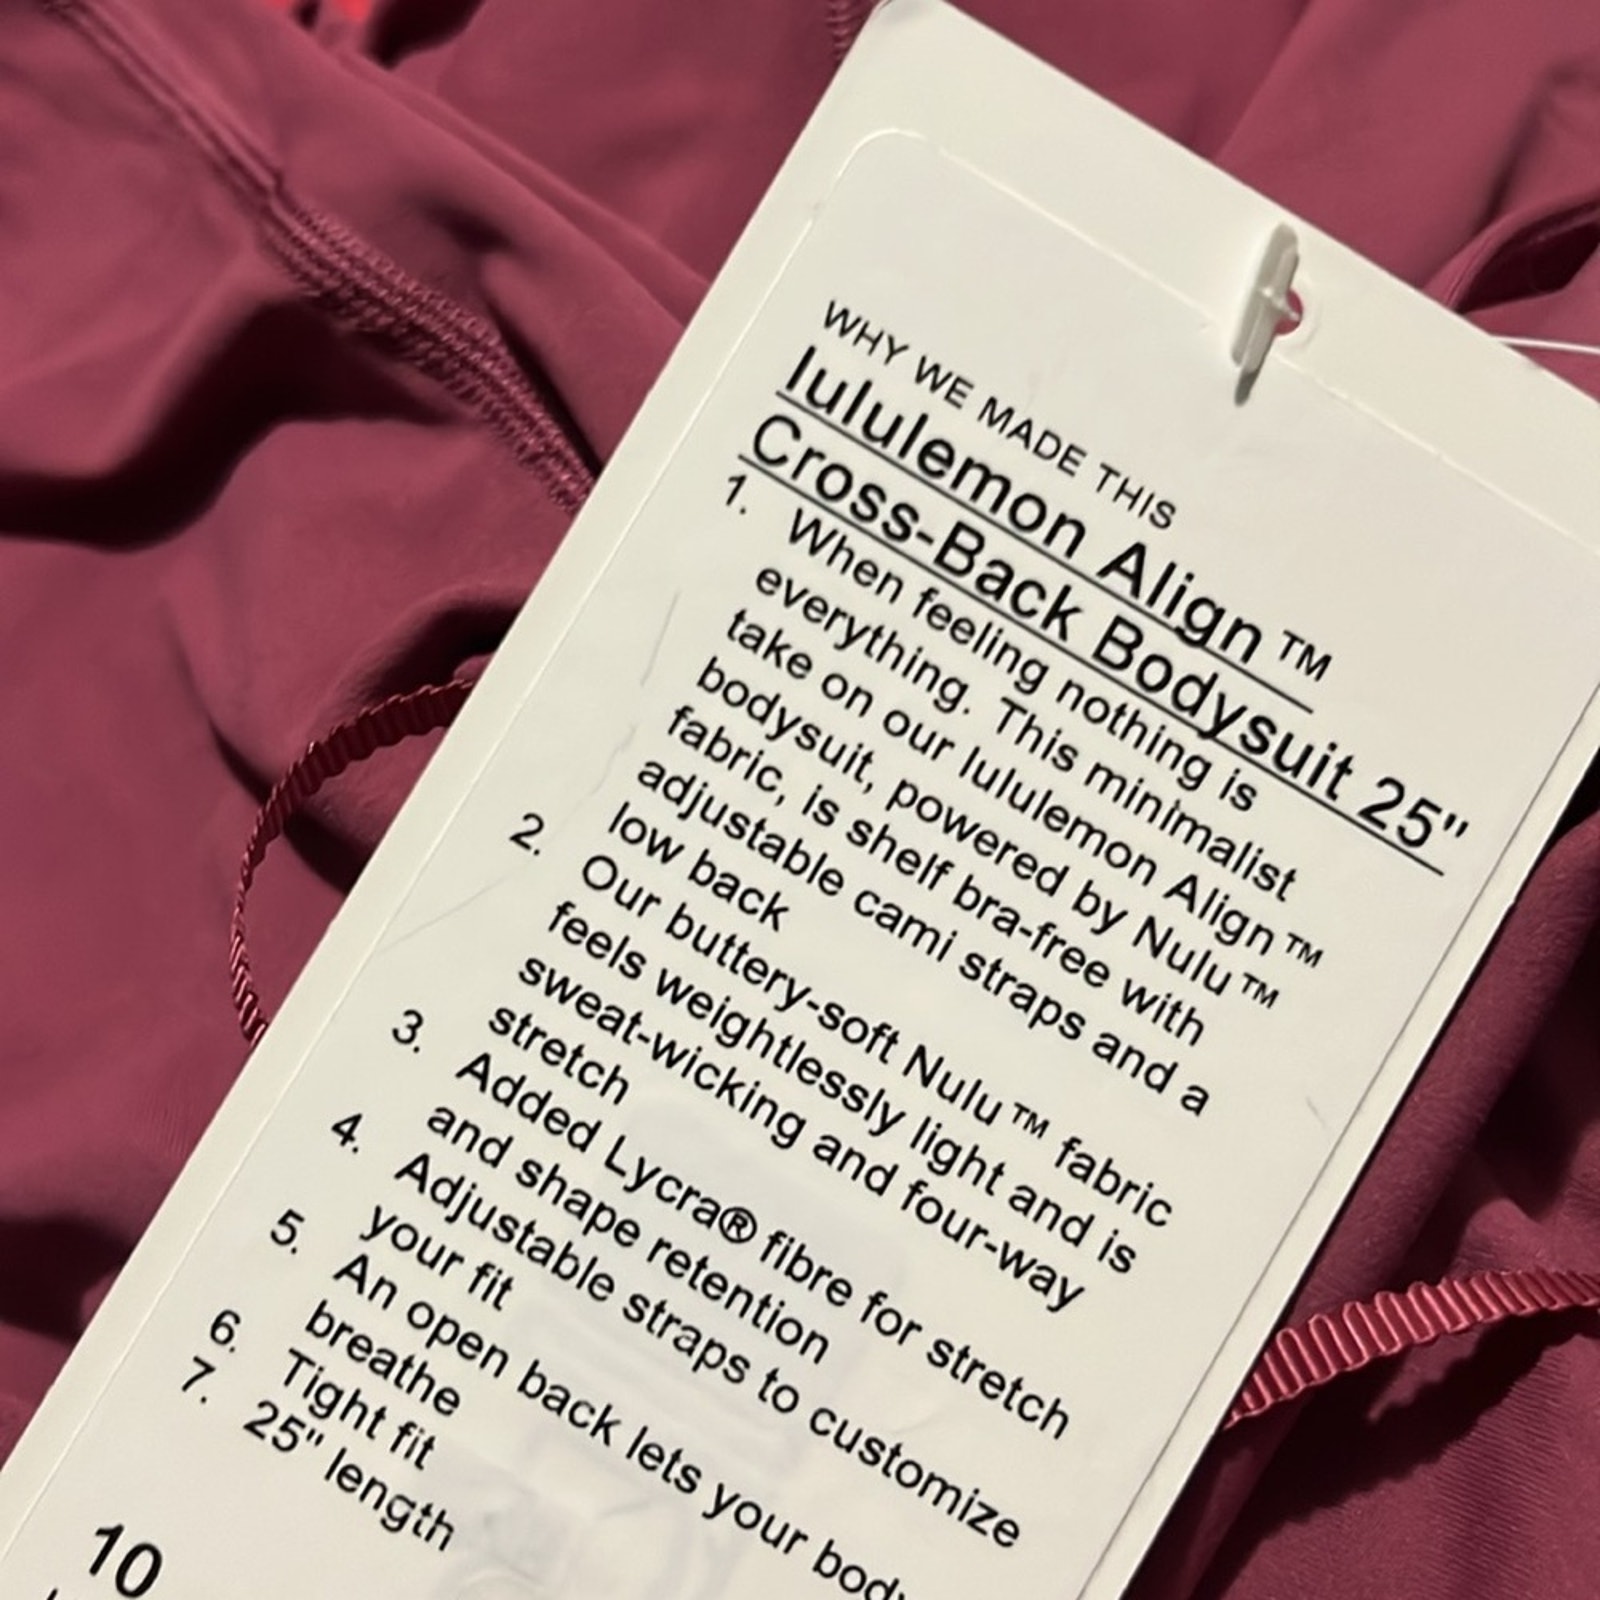 WHY WE MADE THIS
lululemon Align™
Cross-Back Bodysuit 25"
1. When feeling nothing is
everything. This minimalist
take on our lululemon Align™
bodysuit, powered by Nulu™
fabric, is shelf bra-free with
adjustable cami straps and a
low back
2. Our buttery-soft Nulu™ fabric
feels weightlessly light and is
sweat-wicking and four-way
stretch
3. Added Lycra® fibre for stretch
and shape retention
4. Adjustable straps to customize
your fit
5. An open back lets your body
breathe
6. Tight fit
7. 25" length
10